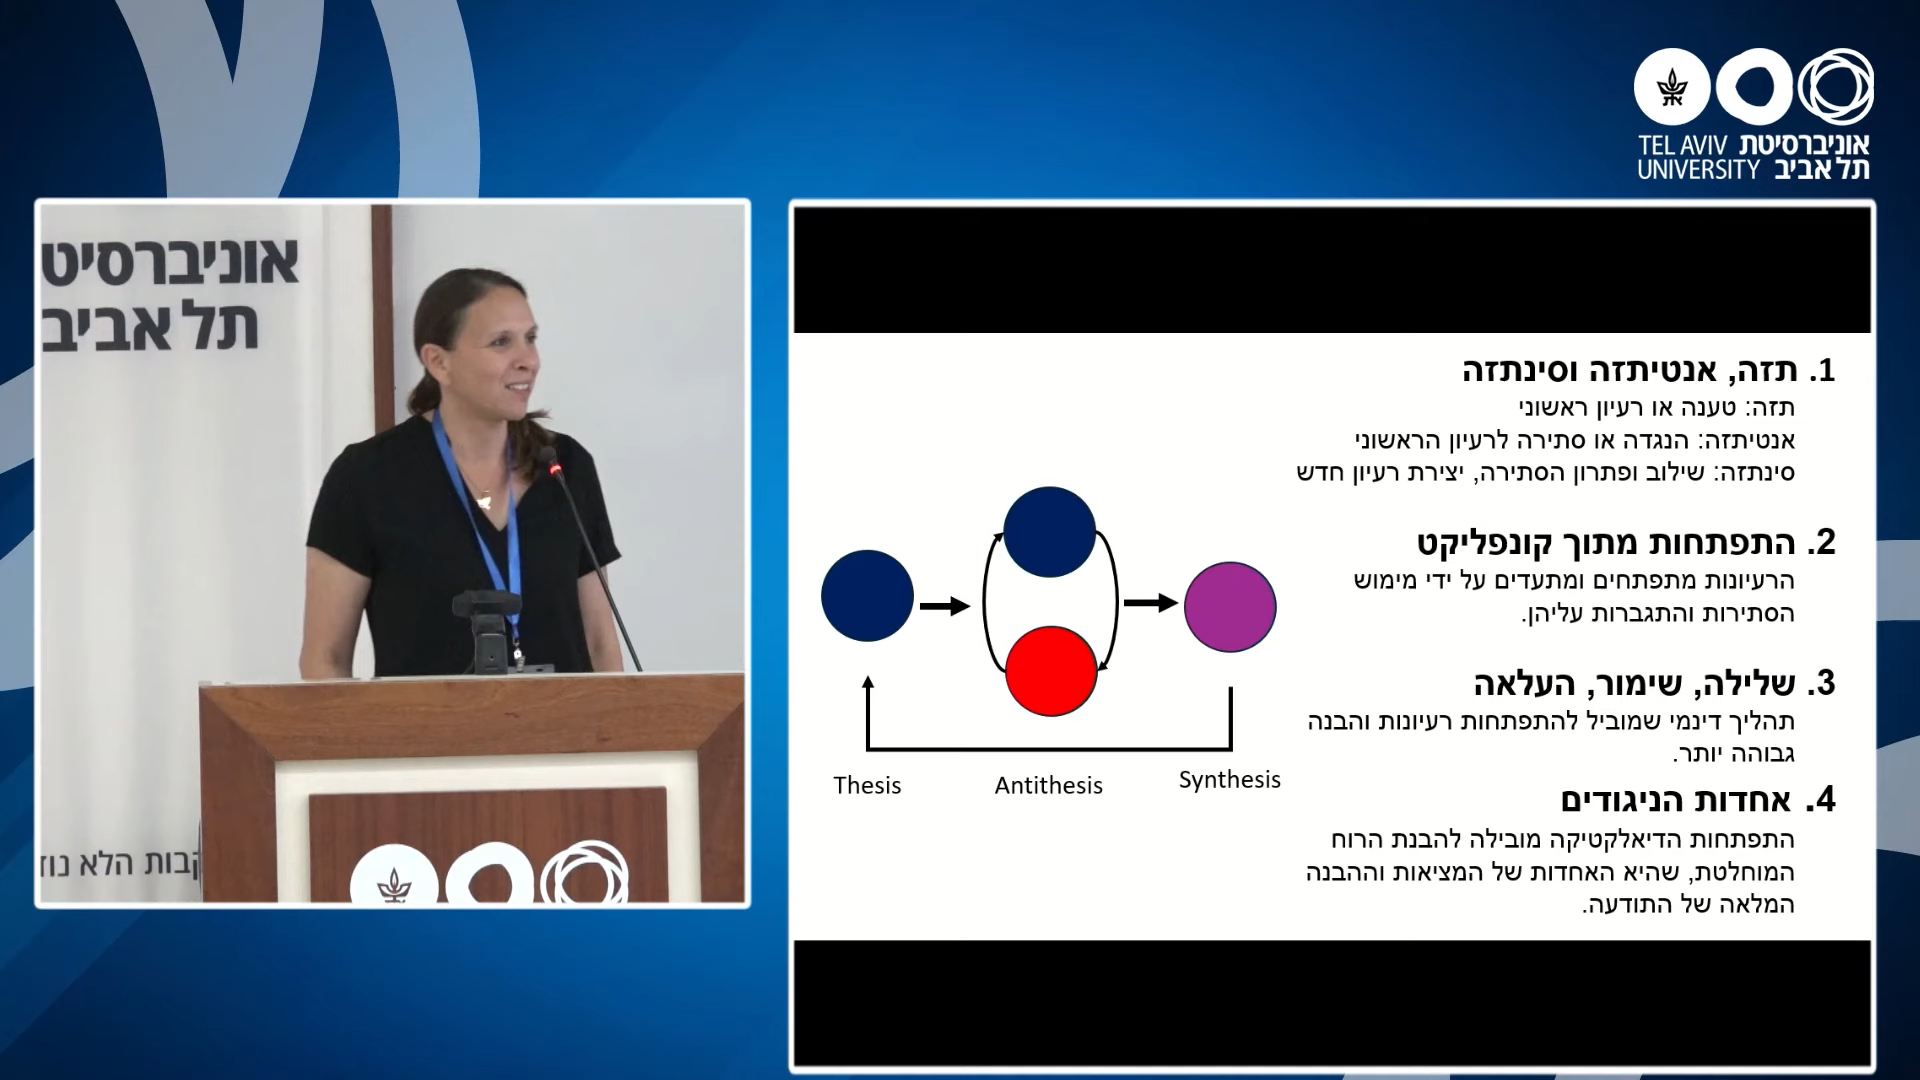 TEL AVIV אוניברסיטת
UNIVERSITY תל אביב
אוניברסיט
תל אביב
קבות הלא נוד
1. תזה, אנטיתזה וסינתזה
תזה: טענה או רעיון ראשוני
אנטיתזה: הנגדה או סתירה לרעיון הראשוני
סינתזה: שילוב ופתרון הסתירה, יצירת רעיון חדש
2. התפתחות מתוך קונפליקט
הרעיונות מתפתחים ומתעדים על ידי מימוש
הסתירות והתגברות עליהן.
3. שלילה, שימור, העלאה
תהליך דינמי שמוביל להתפתחות רעיונות והבנה
גבוהה יותר.
4. אחדות הניגודים
התפתחות הדיאלקטיקה מובילה להבנת הרוח
המוחלטת, שהיא האחדות של המציאות וההבנה
המלאה של התודעה.
Thesis
Antithesis
Synthesis